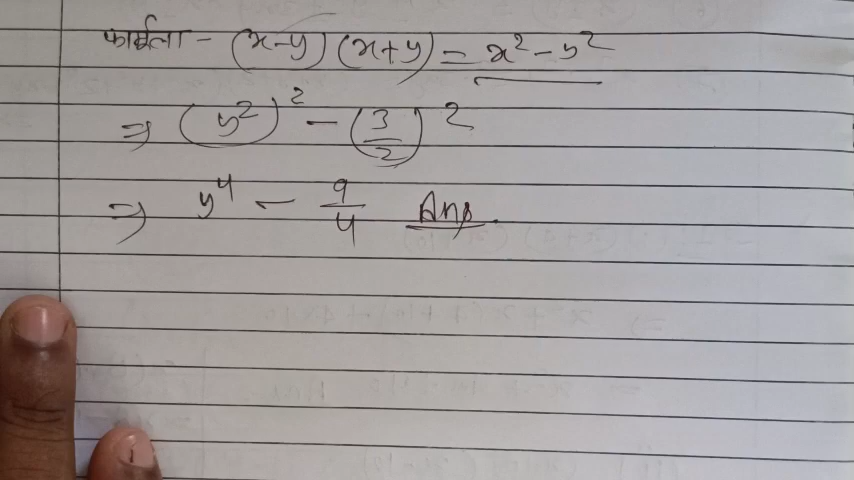 फार्मूला - (x-y) (x+y) = x² - y²
⇒ (y²)² - (3/2)²
⇒ y⁴ - 9/4 Ans.